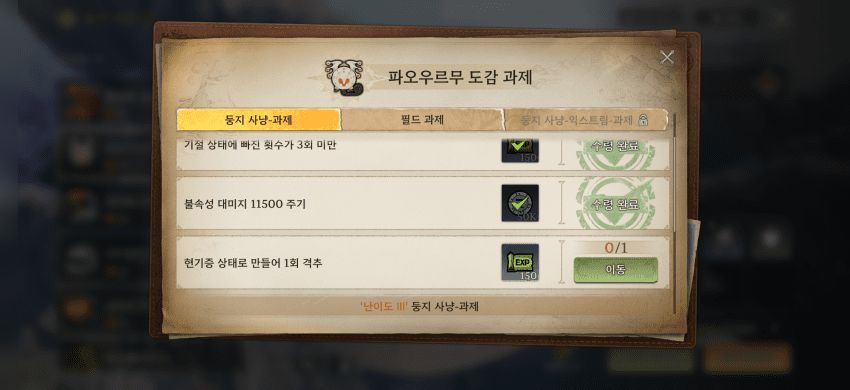 파오우르무 도감 과제
둥지 사냥-과제
필드 과제
둥지 사냥-익스트림-과제
기절 상태에 빠진 횟수가 3회 미만
150
수령 완료
불속성 대미지 11500 주기
50K
수령 완료
현기증 상태로 만들어 1회 격추
EXP
150
0/1
이동
'난이도 III' 둥지 사냥-과제